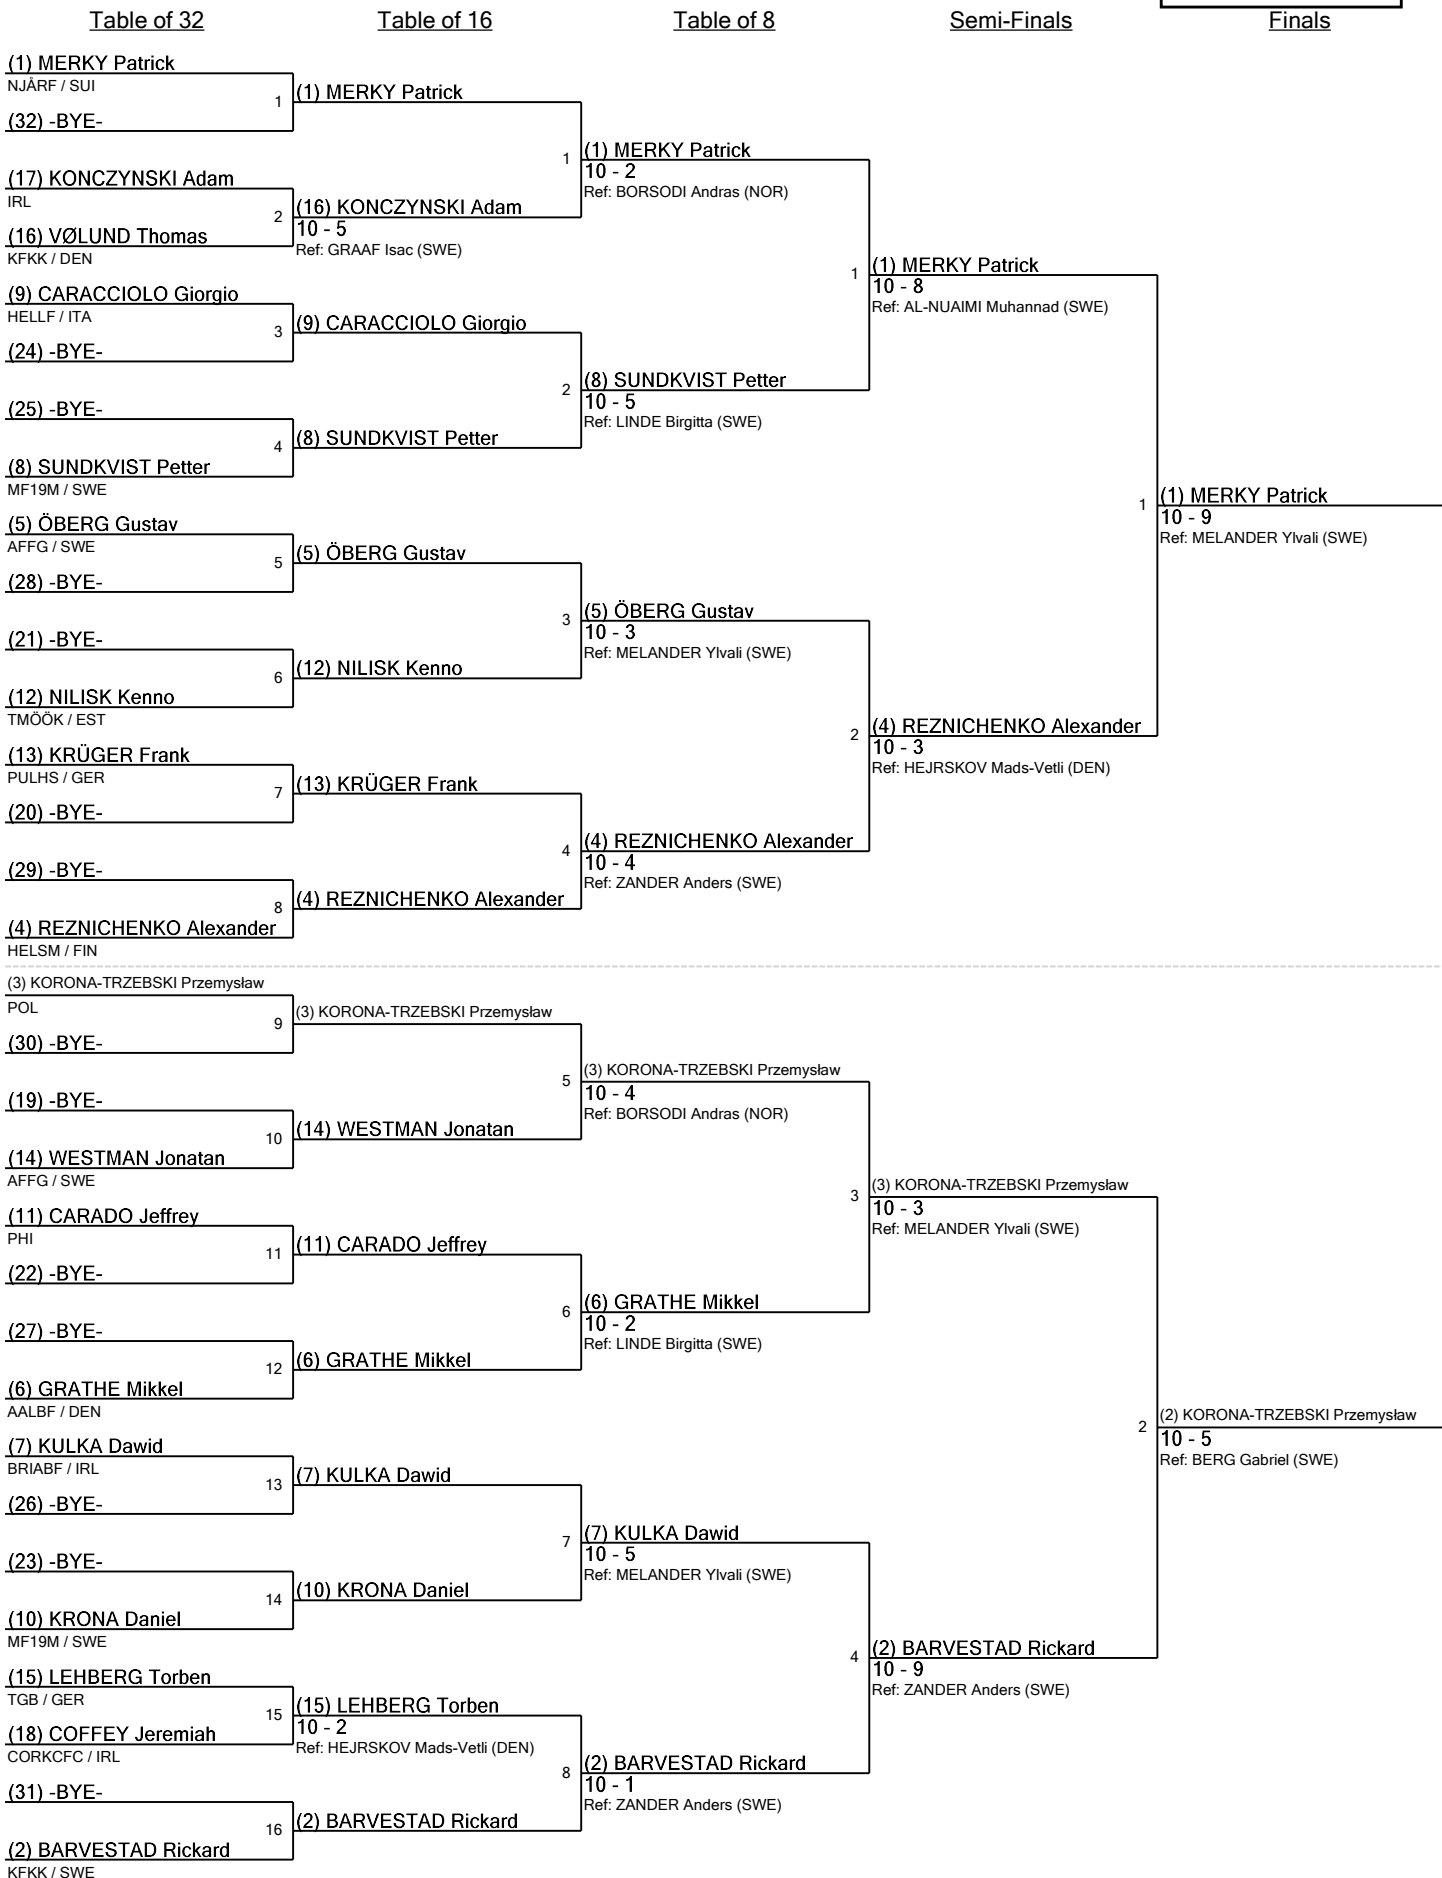 Table of 32
Table of 16
Table of 8
Semi-Finals
Finals
(1) MERKY Patrick
NJÅRF / SUI
1
(32) -BYE-
(17) KONCZYNSKI Adam
IRL
2
(16) VØLUND Thomas
KFKK / DEN
(9) CARACCIOLO Giorgio
HELLF / ITA
3
(24) -BYE-
(25) -BYE-
4
(8) SUNDKVIST Petter
MF19M / SWE
(5) ÖBERG Gustav
AFFG / SWE
5
(28) -BYE-
(21) -BYE-
6
(12) NILISK Kenno
TMÖÖK / EST
(13) KRÜGER Frank
PULHS / GER
7
(20) -BYE-
(29) -BYE-
8
(4) REZNICHENKO Alexander
HELSM / FIN
(3) KORONA-TRZEBSKI Przemysław
POL
9
(30) -BYE-
(19) -BYE-
10
(14) WESTMAN Jonatan
AFFG / SWE
(11) CARADO Jeffrey
PHI
11
(22) -BYE-
(27) -BYE-
12
(6) GRATHE Mikkel
AALBF / DEN
(7) KULKA Dawid
BRIABF / IRL
13
(26) -BYE-
(23) -BYE-
14
(10) KRONA Daniel
MF19M / SWE
(15) LEHBERG Torben
TGB / GER
15
(18) COFFEY Jeremiah
CORKCFC / IRL
(31) -BYE-
16
(2) BARVESTAD Rickard
KFKK / SWE
(1) MERKY Patrick
1
(16) KONCZYNSKI Adam
10 - 5
Ref: GRAAF Isac (SWE)
(9) CARACCIOLO Giorgio
2
(8) SUNDKVIST Petter
(5) ÖBERG Gustav
3
(12) NILISK Kenno
(13) KRÜGER Frank
4
(4) REZNICHENKO Alexander
(3) KORONA-TRZEBSKI Przemysław
5
(14) WESTMAN Jonatan
(11) CARADO Jeffrey
6
(6) GRATHE Mikkel
(7) KULKA Dawid
7
(10) KRONA Daniel
(15) LEHBERG Torben
10 - 2
Ref: HEJRSKOV Mads-Vetli (DEN)
8
(2) BARVESTAD Rickard
(1) MERKY Patrick
10 - 2
Ref: BORSODI Andras (NOR)
1
(8) SUNDKVIST Petter
10 - 5
Ref: LINDE Birgitta (SWE)
(5) ÖBERG Gustav
10 - 3
Ref: MELANDER Ylvali (SWE)
2
(4) REZNICHENKO Alexander
10 - 4
Ref: ZANDER Anders (SWE)
(3) KORONA-TRZEBSKI Przemysław
10 - 4
Ref: BORSODI Andras (NOR)
3
(6) GRATHE Mikkel
10 - 2
Ref: LINDE Birgitta (SWE)
(7) KULKA Dawid
10 - 5
Ref: MELANDER Ylvali (SWE)
4
(2) BARVESTAD Rickard
10 - 1
Ref: ZANDER Anders (SWE)
(1) MERKY Patrick
10 - 8
Ref: AL-NUAIMI Muhannad (SWE)
1
(4) REZNICHENKO Alexander
10 - 3
Ref: HEJRSKOV Mads-Vetli (DEN)
(3) KORONA-TRZEBSKI Przemysław
10 - 3
Ref: MELANDER Ylvali (SWE)
2
(2) BARVESTAD Rickard
10 - 9
Ref: ZANDER Anders (SWE)
(1) MERKY Patrick
10 - 9
Ref: MELANDER Ylvali (SWE)
(2) KORONA-TRZEBSKI Przemysław
10 - 5
Ref: BERG Gabriel (SWE)